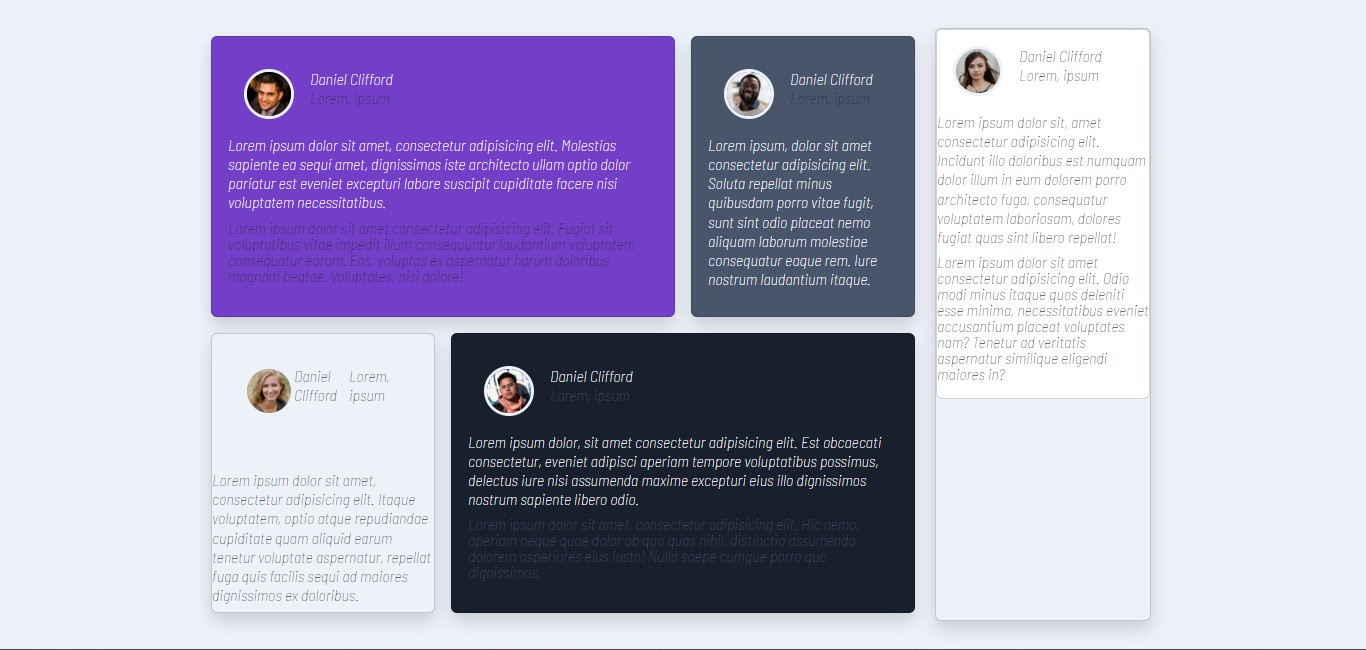 Daniel Clifford
Lorem, ipsum
Lorem ipsum dolor sit amet, consectetur adipisicing elit. Molestias
sapiente ea sequi amet, dignissimos iste architecto ullam optio dolor
pariatur est eveniet excepturi labore suscipit cupiditate facere nisi
voluptatem necessitatibus.
Lorem ipsum dolor sit amet consectetur adipisicing elit. Fugiat sit
voluptatibus vitae impedit illum consequuntur laudantium voluptatem
consequatur earum. Eos, voluptas ex aspernatur harum doloribus
magnam beatae. Voluptates, nisi dolore!
Daniel Clifford
Lorem, ipsum
Lorem ipsum, dolor sit amet
consectetur adipisicing elit.
Soluta repellat minus
quibusdam porro vitae fugit,
sunt sint odio placeat nemo
aliquam laborum molestiae
consequatur eaque rem. Iure
nostrum laudantium itaque.
Daniel Clifford
Lorem, ipsum
Lorem ipsum dolor sit, amet
consectetur adipisicing elit.
Incidunt illo doloribus est numquam
dolor illum in eum dolorem porro
architecto fuga, consequatur
voluptatem laboriosam, dolores
fugiat quas sint libero repellat!
Lorem ipsum dolor sit amet
consectetur adipisicing elit. Odio
modi minus itaque quos deleniti
esse minima, necessitatibus eveniet
accusantium placeat voluptates
nam? Tenetur ad veritatis
aspernatur similique eligendi
maiores in?
Daniel
Clifford
Lorem,
ipsum
Lorem ipsum dolor sit amet,
consectetur adipisicing elit. Itaque
voluptatem, optio atque repudiandae
cupiditate quam aliquid earum
tenetur voluptate aspernatur, repellat
fuga quis facilis sequi ad maiores
dignissimos ex doloribus.
Daniel Clifford
Lorem, ipsum
Lorem ipsum dolor, sit amet consectetur adipisicing elit. Est obcaecati
consectetur, eveniet adipisci aperiam tempore voluptatibus possimus,
delectus iure nisi assumenda maxime excepturi eius illo dignissimos
nostrum sapiente libero odio.
Lorem ipsum dolor sit amet, consectetur adipisicing elit. Hic nemo,
aperiam neque quae dolor ab quo quas nihil, distinctio assumenda
dolorem asperiores eius iusto! Nulla saepe cumque porro quo
dignissimos.